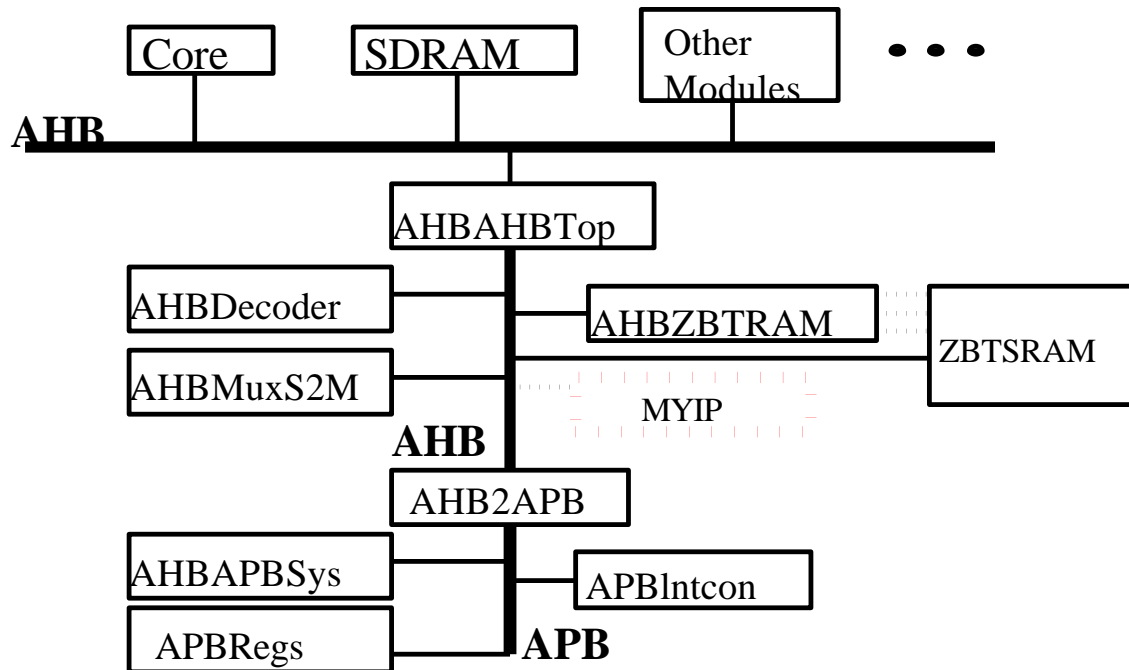 Core
SDRAM
Other
Modules
AHB
AHBAHBTop
AHBDecoder
AHBZBTRAM
ZBTSRAM
AHBMuxS2M
MYIP
AHB
AHB2APB
AHBAPBSys
APBIntcon
APBRegs
APB